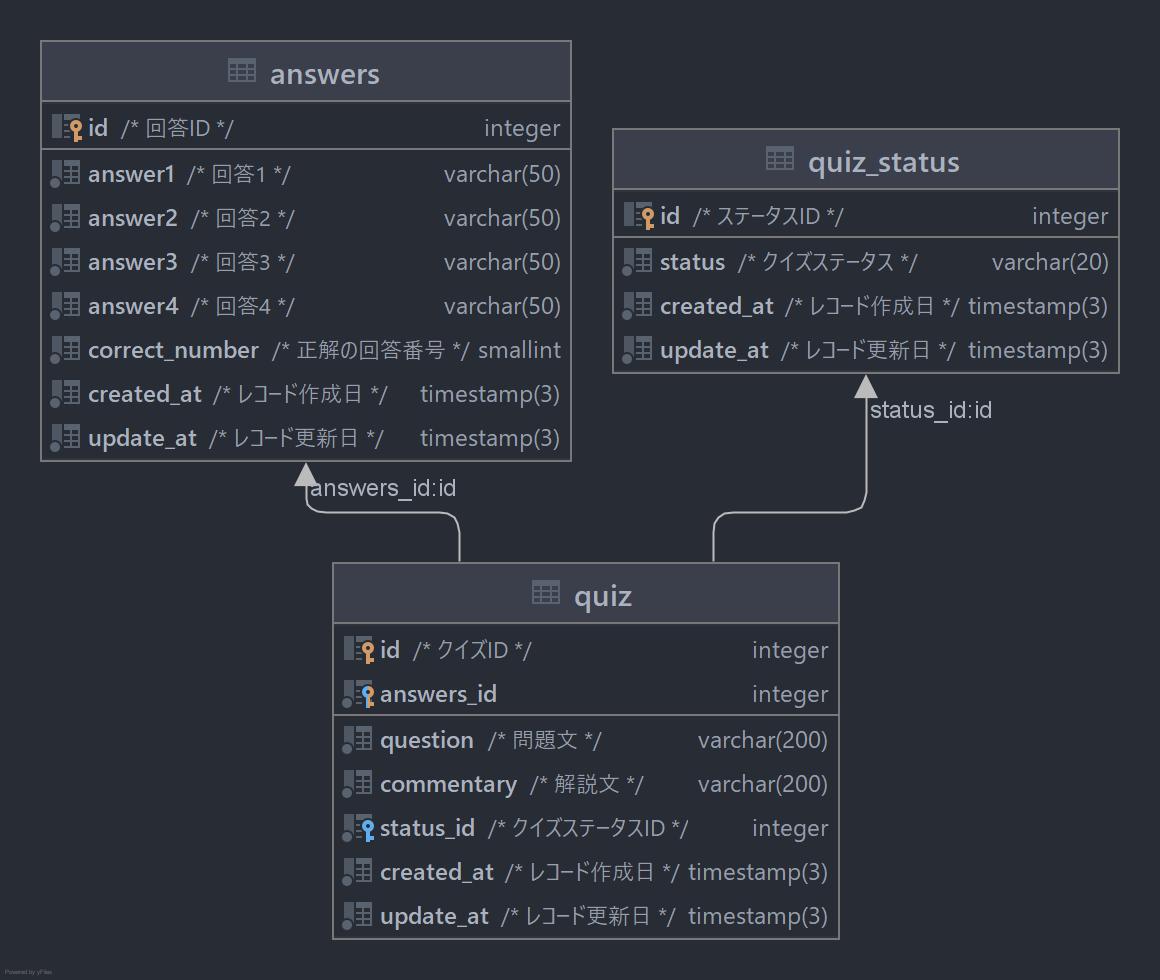 answers
id /* 回答ID */ integer
answer1 /* 回答1 */ varchar(50)
answer2 /* 回答2 */ varchar(50)
answer3 /* 回答3 */ varchar(50)
answer4 /* 回答4 */ varchar(50)
correct_number /* 正解の回答番号 */ smallint
created_at /* レコード作成日 */ timestamp(3)
update_at /* レコード更新日 */ timestamp(3)
quiz_status
id /* ステータスID */ integer
status /* クイズステータス */ varchar(20)
created_at /* レコード作成日 */ timestamp(3)
update_at /* レコード更新日 */ timestamp(3)
status_id:id
answers_id:id
quiz
id /* クイズID */ integer
answers_id integer
question /* 問題文 */ varchar(200)
commentary /* 解説文 */ varchar(200)
status_id /* クイズステータスID */ integer
created_at /* レコード作成日 */ timestamp(3)
update_at /* レコード更新日 */ timestamp(3)
Powered by yFiles